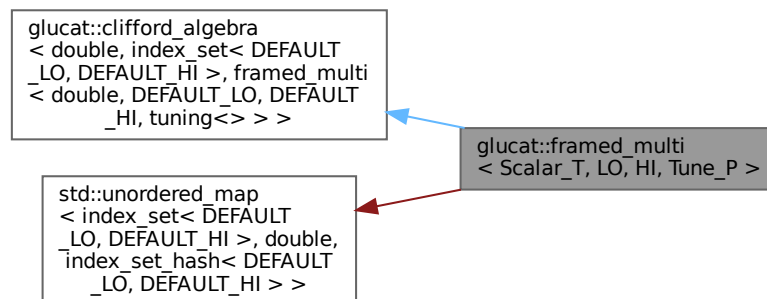 glucat::clifford_algebra
< double, index_set< DEFAULT
_LO, DEFAULT_HI >, framed_multi
< double, DEFAULT_LO, DEFAULT
_HI, tuning<> > >
glucat::framed_multi
< Scalar_T, LO, HI, Tune_P >
std::unordered_map
< index_set< DEFAULT
_LO, DEFAULT_HI >, double,
index_set_hash< DEFAULT
_LO, DEFAULT_HI > >